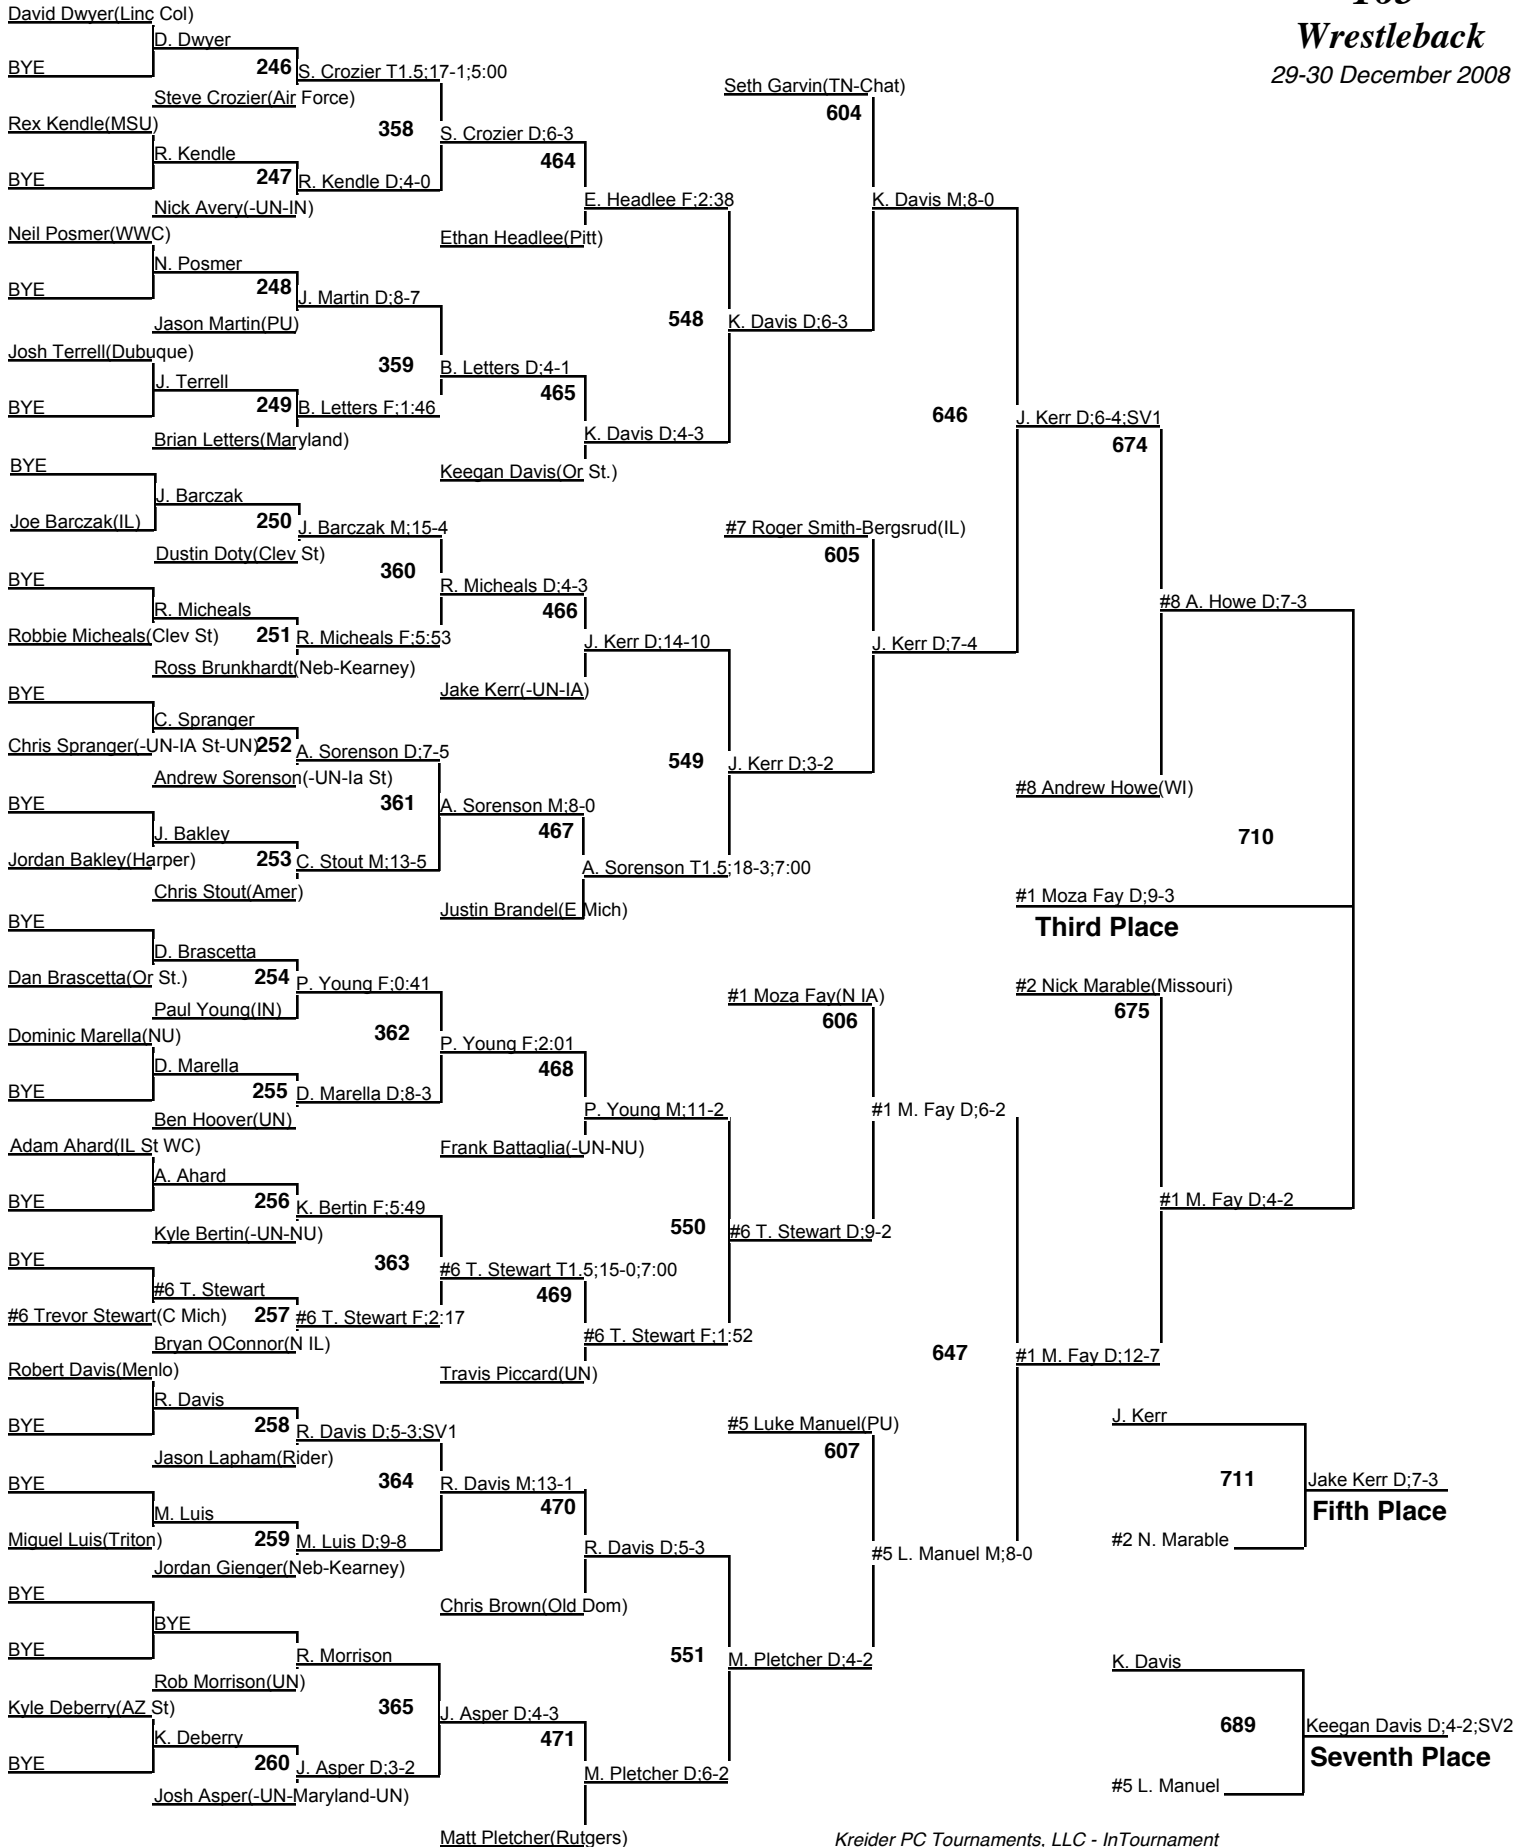 Wrestleback
29-30 December 2008
David Dwyer(Linc Col)
D. Dwyer
BYE
246
S. Crozier T1.5;17-1;5:00
Steve Crozier(Air Force)
358
Rex Kendle(MSU)
S. Crozier D;6-3
R. Kendle
464
BYE
247
R. Kendle D;4-0
Nick Avery(-UN-IN)
E. Headlee F;2:38
Neil Posmer(WWC)
Ethan Headlee(Pitt)
N. Posmer
BYE
248
J. Martin D;8-7
Jason Martin(PU)
548
K. Davis D;6-3
Josh Terrell(Dubuque)
359
B. Letters D;4-1
J. Terrell
465
BYE
249
B. Letters F;1:46
Brian Letters(Maryland)
K. Davis D;4-3
Keegan Davis(Or St.)
Seth Garvin(TN-Chat)
604
K. Davis M;8-0
646
J. Kerr D;6-4;SV1
674
BYE
J. Barczak
Joe Barczak(IL)
250
J. Barczak M;15-4
Dustin Doty(Clev St)
360
BYE
R. Micheals D;4-3
R. Micheals
466
Robbie Micheals(Clev St)
251
R. Micheals F;5:53
Ross Brunkhardt(Neb-Kearney)
J. Kerr D;14-10
Jake Kerr(-UN-IA)
#7 Roger Smith-Bergsrud(IL)
605
J. Kerr D;7-4
#8 A. Howe D;7-3
BYE
C. Spranger
Chris Spranger(-UN-IA St-UN)
252
A. Sorenson D;7-5
Andrew Sorenson(-UN-Ia St)
549
J. Kerr D;3-2
#8 Andrew Howe(WI)
BYE
361
A. Sorenson M;8-0
J. Bakley
467
710
Jordan Bakley(Harper)
253
C. Stout M;13-5
A. Sorenson T1.5;18-3;7:00
Chris Stout(Amer)
Justin Brandel(E Mich)
#1 Moza Fay D;9-3
Third Place
BYE
D. Brascetta
Dan Brascetta(Or St.)
254
P. Young F;0:41
Paul Young(IN)
#1 Moza Fay(N IA)
606
#2 Nick Marable(Missouri)
675
Dominic Marella(NU)
362
P. Young F;2:01
D. Marella
468
BYE
255
D. Marella D;8-3
Ben Hoover(UN)
P. Young M;11-2
#1 M. Fay D;6-2
Adam Ahard(IL St WC)
Frank Battaglia(-UN-NU)
A. Ahard
BYE
256
K. Bertin F;5:49
Kyle Bertin(-UN-NU)
550
#6 T. Stewart D;9-2
#1 M. Fay D;4-2
BYE
363
#6 T. Stewart T1.5;15-0;7:00
#6 T. Stewart
469
#6 Trevor Stewart(C Mich)
257
#6 T. Stewart F;2:17
Bryan OConnor(N IL)
#6 T. Stewart F;1:52
Travis Piccard(UN)
647
#1 M. Fay D;12-7
Robert Davis(Menlo)
R. Davis
BYE
258
R. Davis D;5-3;SV1
Jason Lapham(Rider)
#5 Luke Manuel(PU)
607
J. Kerr
BYE
364
R. Davis M;13-1
711
Jake Kerr D;7-3
M. Luis
470
Fifth Place
Miguel Luis(Triton)
259
M. Luis D;9-8
Jordan Gienger(Neb-Kearney)
R. Davis D;5-3
#5 L. Manuel M;8-0
#2 N. Marable
BYE
Chris Brown(Old Dom)
BYE
BYE
R. Morrison
Rob Morrison(UN)
551
M. Pletcher D;4-2
K. Davis
Kyle Deberry(AZ St)
365
J. Asper D;4-3
K. Deberry
471
689
Keegan Davis D;4-2;SV2
Seventh Place
BYE
260
J. Asper D;3-2
Josh Asper(-UN-Maryland-UN)
M. Pletcher D;6-2
#5 L. Manuel
Matt Pletcher(Rutgers)
Kreider PC Tournaments, LLC - InTournament